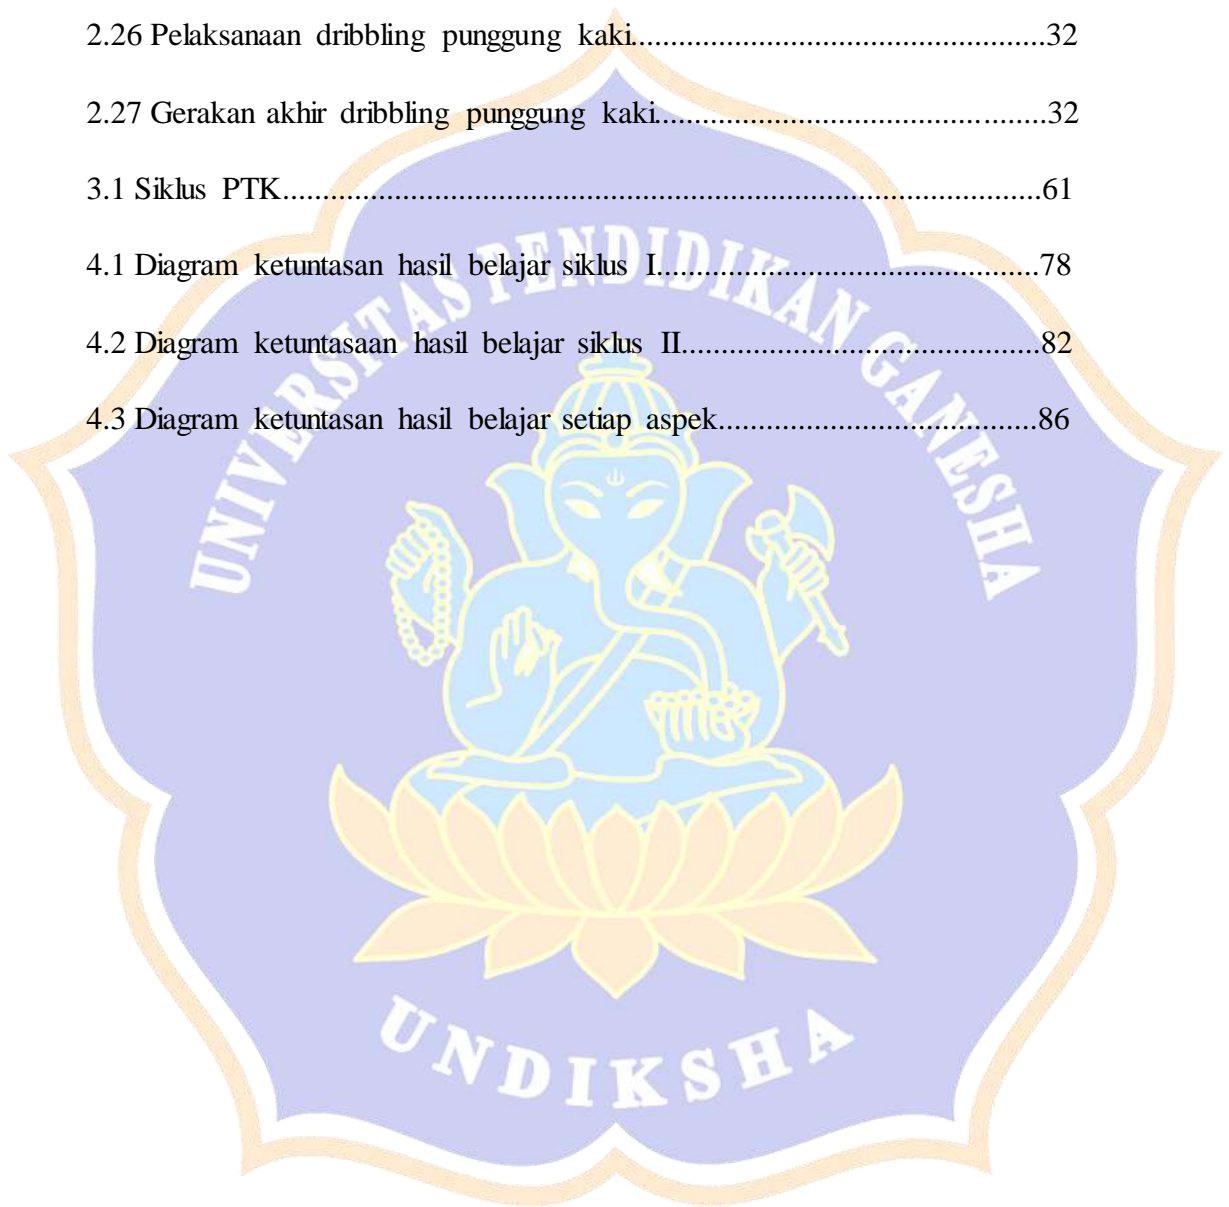 2.26 Pelaksanaan dribbling punggung kaki....................................................32
2.27 Gerakan akhir dribbling punggung kaki.................................................32
3.1 Siklus PTK................................................................................................61
4.1 Diagram ketuntasan hasil belajar siklus I................................................78
4.2 Diagram ketuntasaan hasil belajar siklus II.............................................82
4.3 Diagram ketuntasan hasil belajar setiap aspek........................................86
UNIVERSITAS PENDIDIKAN GANESHA
UNDIKSHA